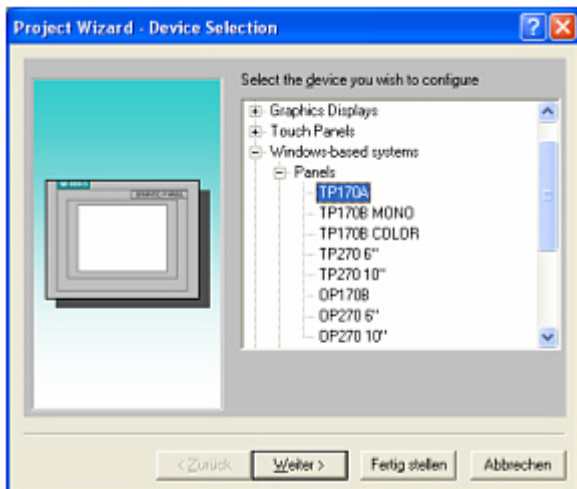 Project Wizard - Device Selection
Select the device you wish to configure
Graphics Displays
Touch Panels
Windows-based systems
Panels
TP170A
TP170B MONO
TP170B COLOR
TP270 6"
TP270 10"
OP170B
OP270 6"
OP270 10"
SIMATIC PANEL
< Zurück
Weiter >
Fertig stellen
Abbrechen